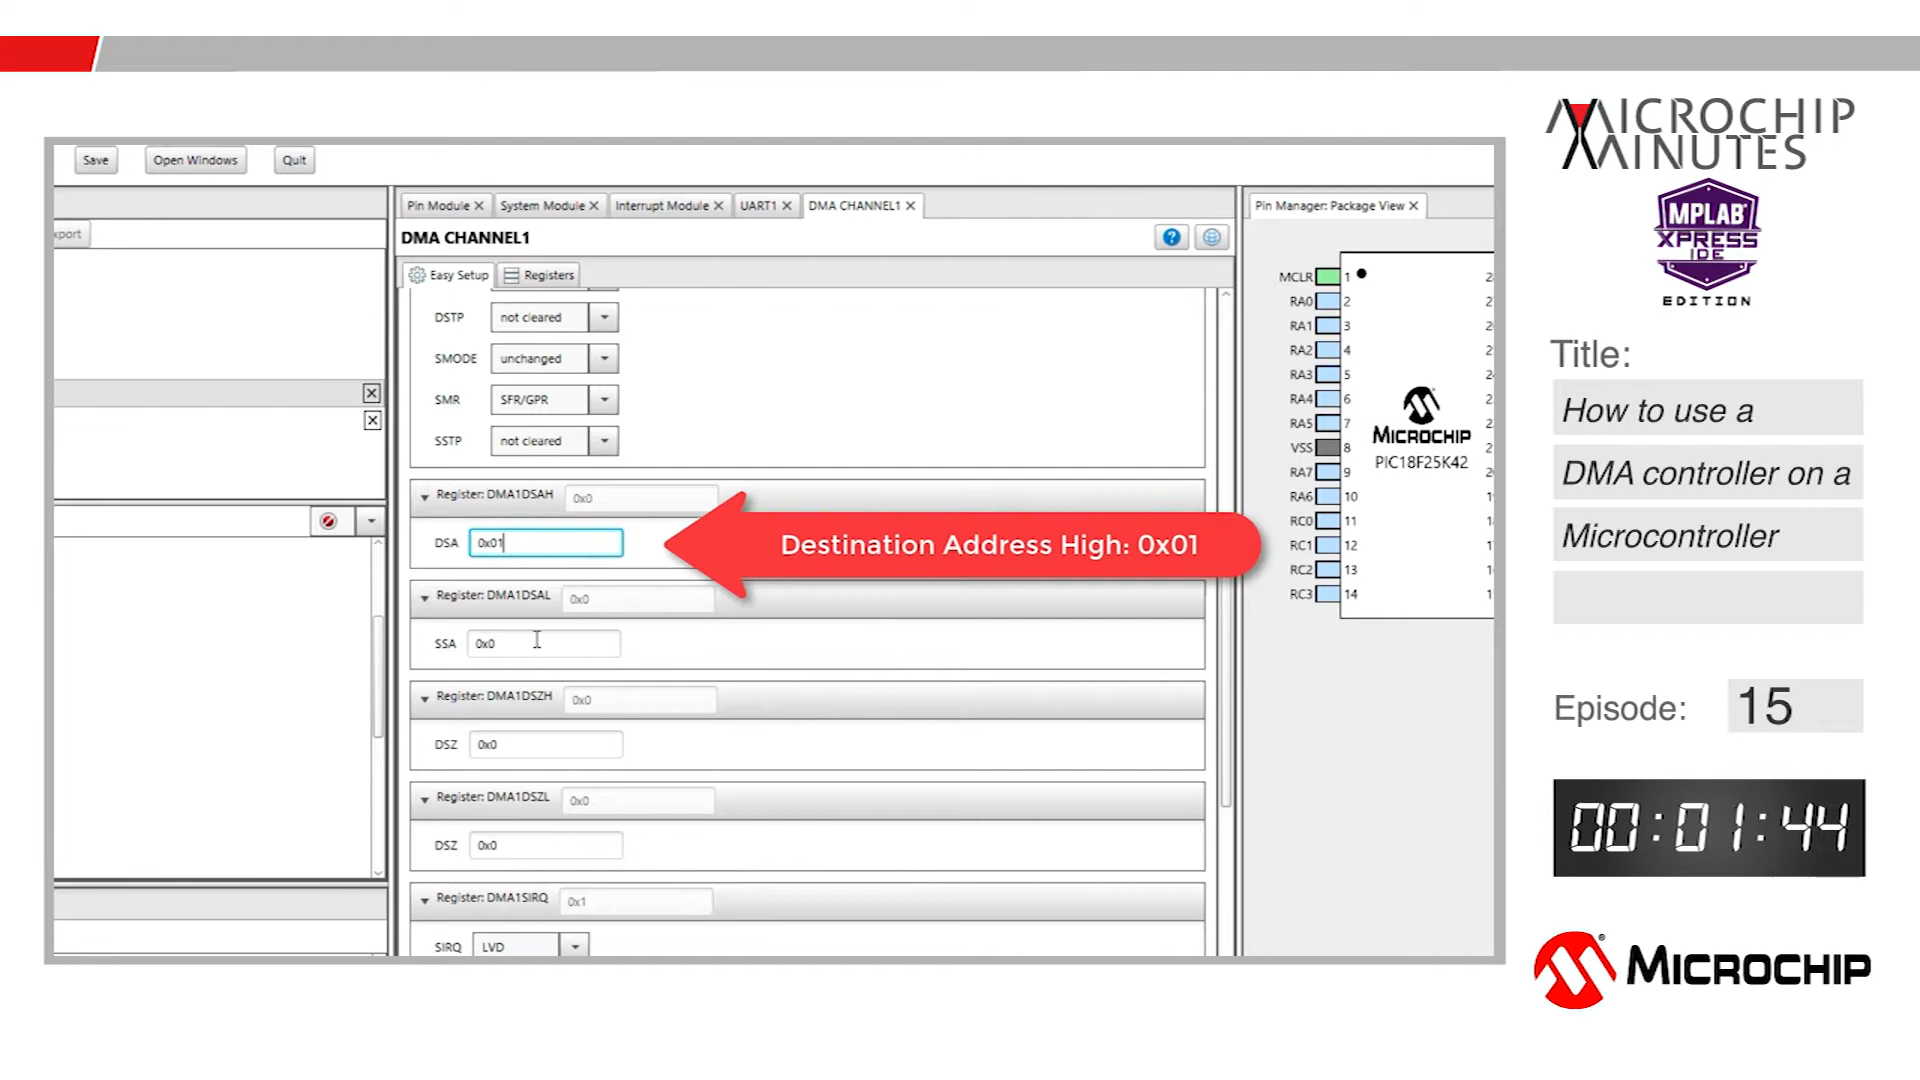 MICROCHIP
MINUTES
MPLAB®
XPRESS
IDE
EDITION
Title:
How to use a
DMA controller on a
Microcontroller
Episode: 15
00:01:44
MICROCHIP
Save Open Windows Quit
xport
Pin Module System Module Interrupt Module UART1 DMA CHANNEL1
DMA CHANNEL1
Easy Setup Registers
DSTP not cleared
SMODE unchanged
SMR SFR/GPR
SSTP not cleared
Register: DMA1DSAH 0x0
DSA 0x01
Destination Address High: 0x01
Register: DMA1DSAL 0x0
SSA 0x0
Register: DMA1DSZH 0x0
DSZ 0x0
Register: DMA1DSZL 0x0
DSZ 0x0
Register: DMA1SIRQ 0x1
SIRQ LVD
Pin Manager: Package View
MCLR 1
RA0 2
RA1 3
RA2 4
RA3 5
RA4 6
RA5 7
VSS 8
RA7 9
RA6 10
RC0 11
RC1 12
RC2 13
RC3 14
MICROCHIP
PIC18F25K42